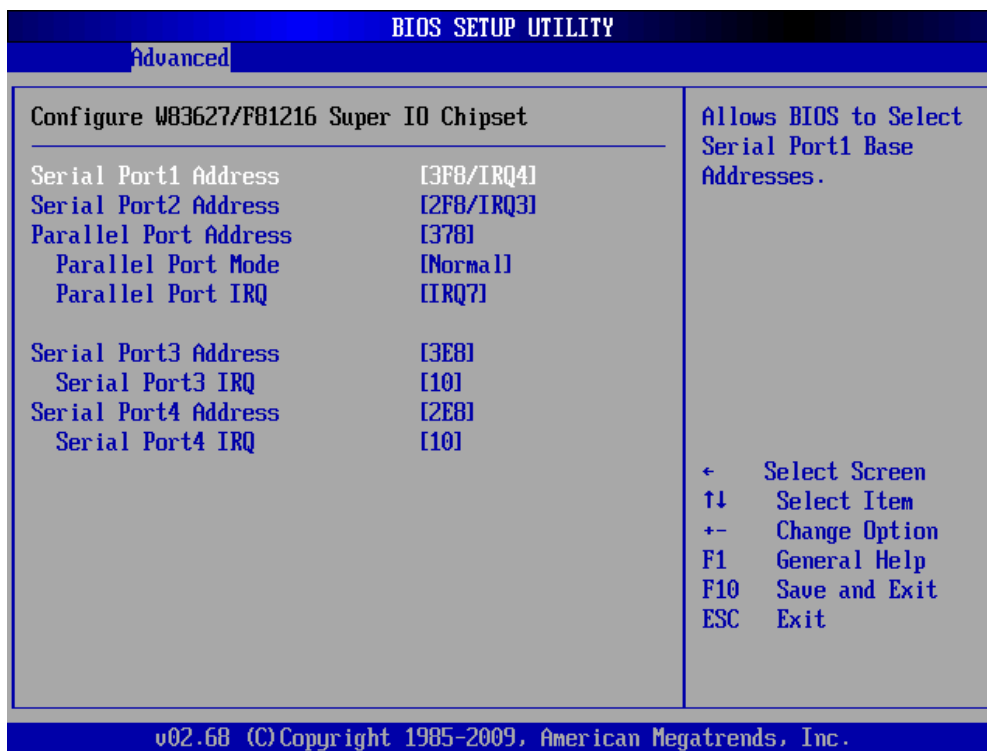 BIOS SETUP UTILITY
Advanced
Configure W83627/F81216 Super IO Chipset
Serial Port1 Address [3F8/IRQ4]
Serial Port2 Address [2F8/IRQ3]
Parallel Port Address [378]
Parallel Port Mode [Normal]
Parallel Port IRQ [IRQ7]
Serial Port3 Address [3E8]
Serial Port3 IRQ [10]
Serial Port4 Address [2E8]
Serial Port4 IRQ [10]
Allows BIOS to Select
Serial Port1 Base
Addresses.
← Select Screen
↑↓ Select Item
+- Change Option
F1 General Help
F10 Save and Exit
ESC Exit
v02.68 (C)Copyright 1985-2009, American Megatrends, Inc.